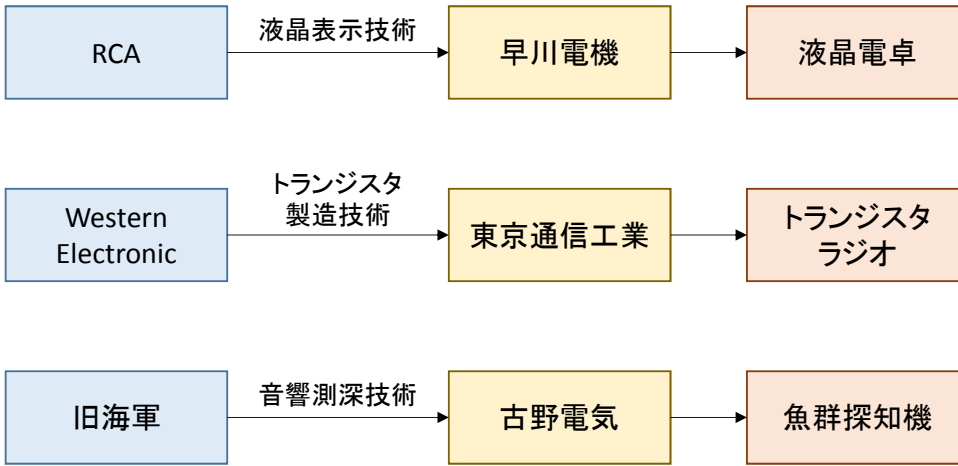 RCA
液晶表示技術
早川電機
液晶電卓
Western
Electronic
トランジスタ
製造技術
東京通信工業
トランジスタ
ラジオ
旧海軍
音響測深技術
古野電気
魚群探知機